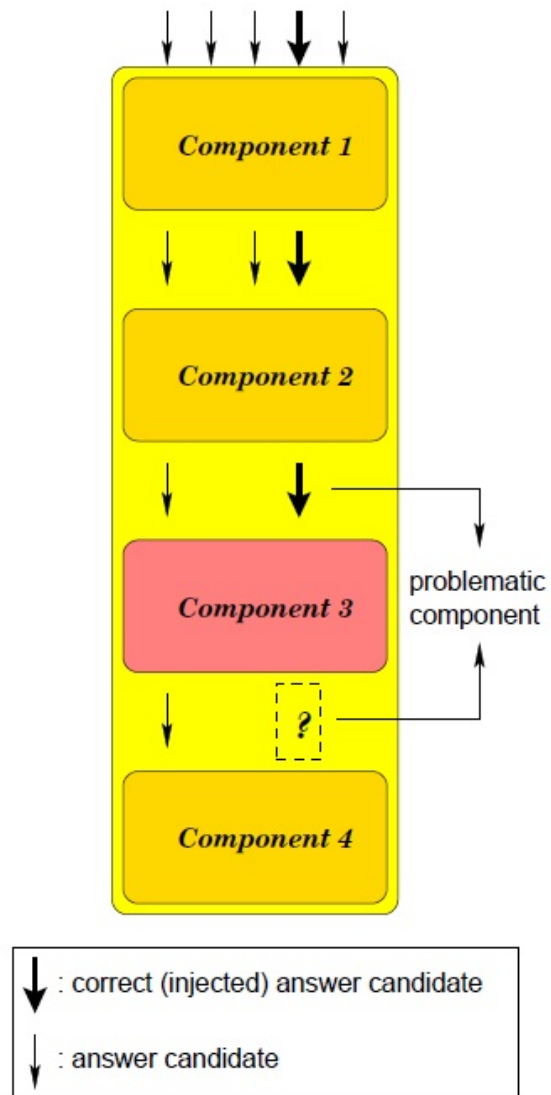 Component 1
Component 2
Component 3
problematic
component
?
Component 4
: correct (injected) answer candidate
: answer candidate